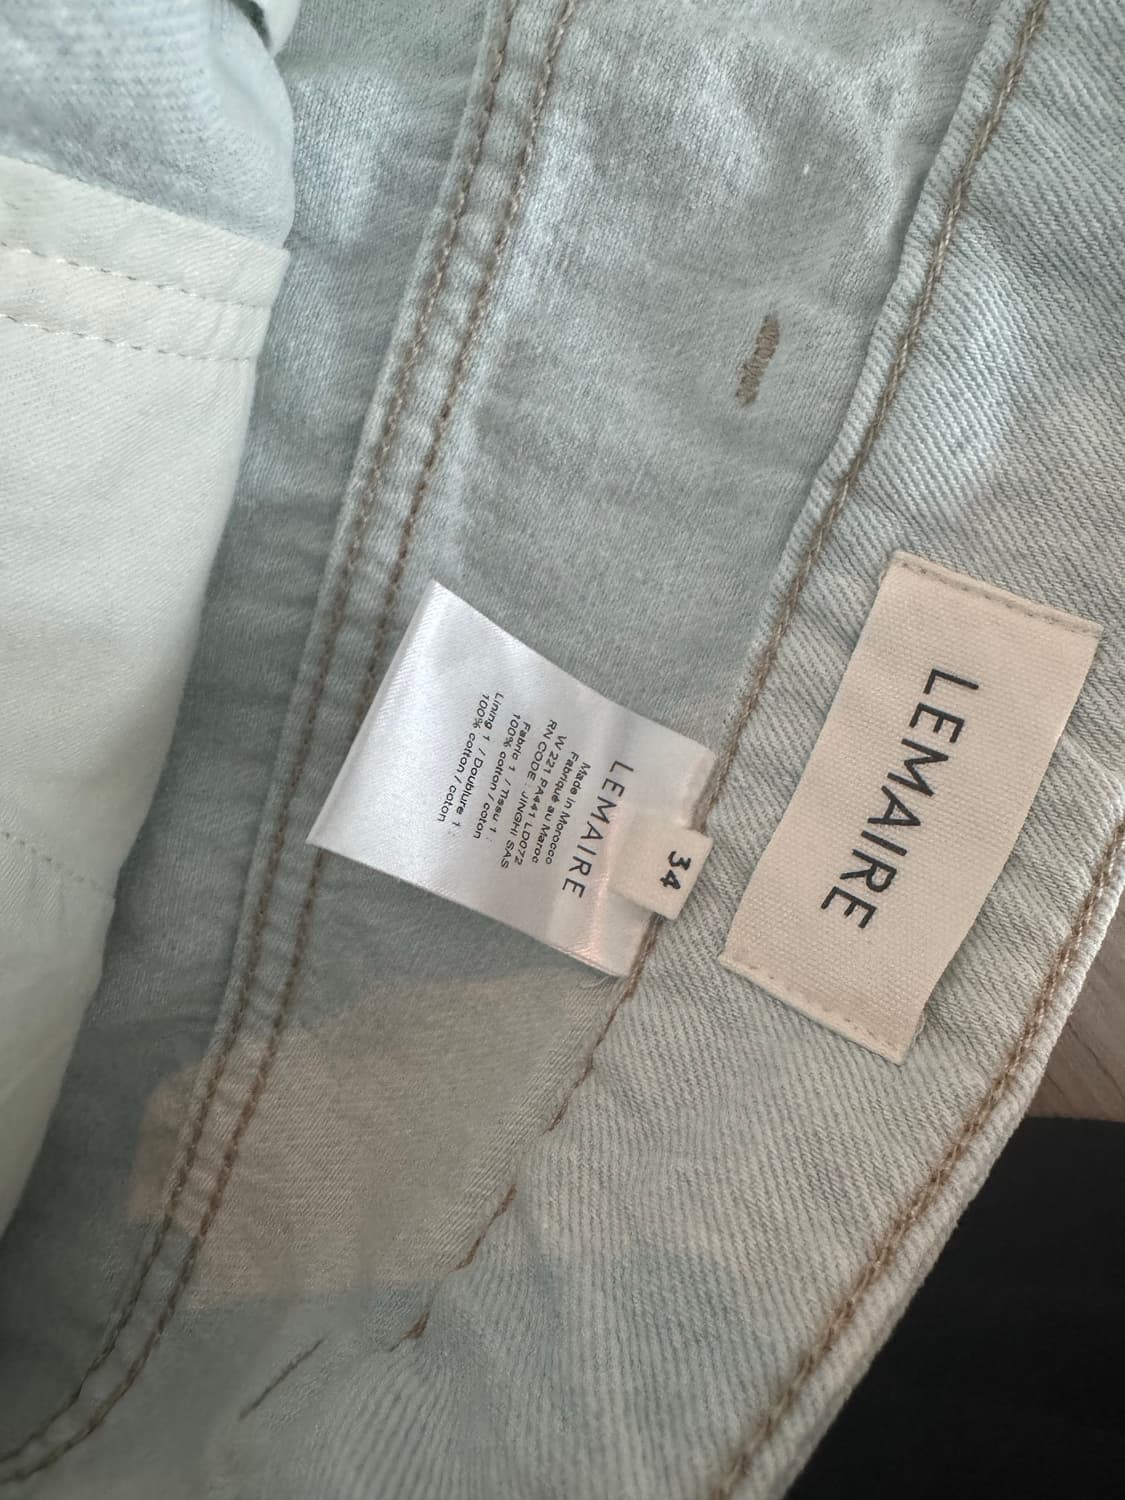 LEMAIRE
34
LEMAIRE
Made in Morocco
Fabriqué au Maroc
W 221 PA441 LD072
RN CODE : JINGHI SAS
Fabric 1 / Tissu 1 :
100% cotton / coton
Lining 1 / Doublure 1 :
100% cotton / coton